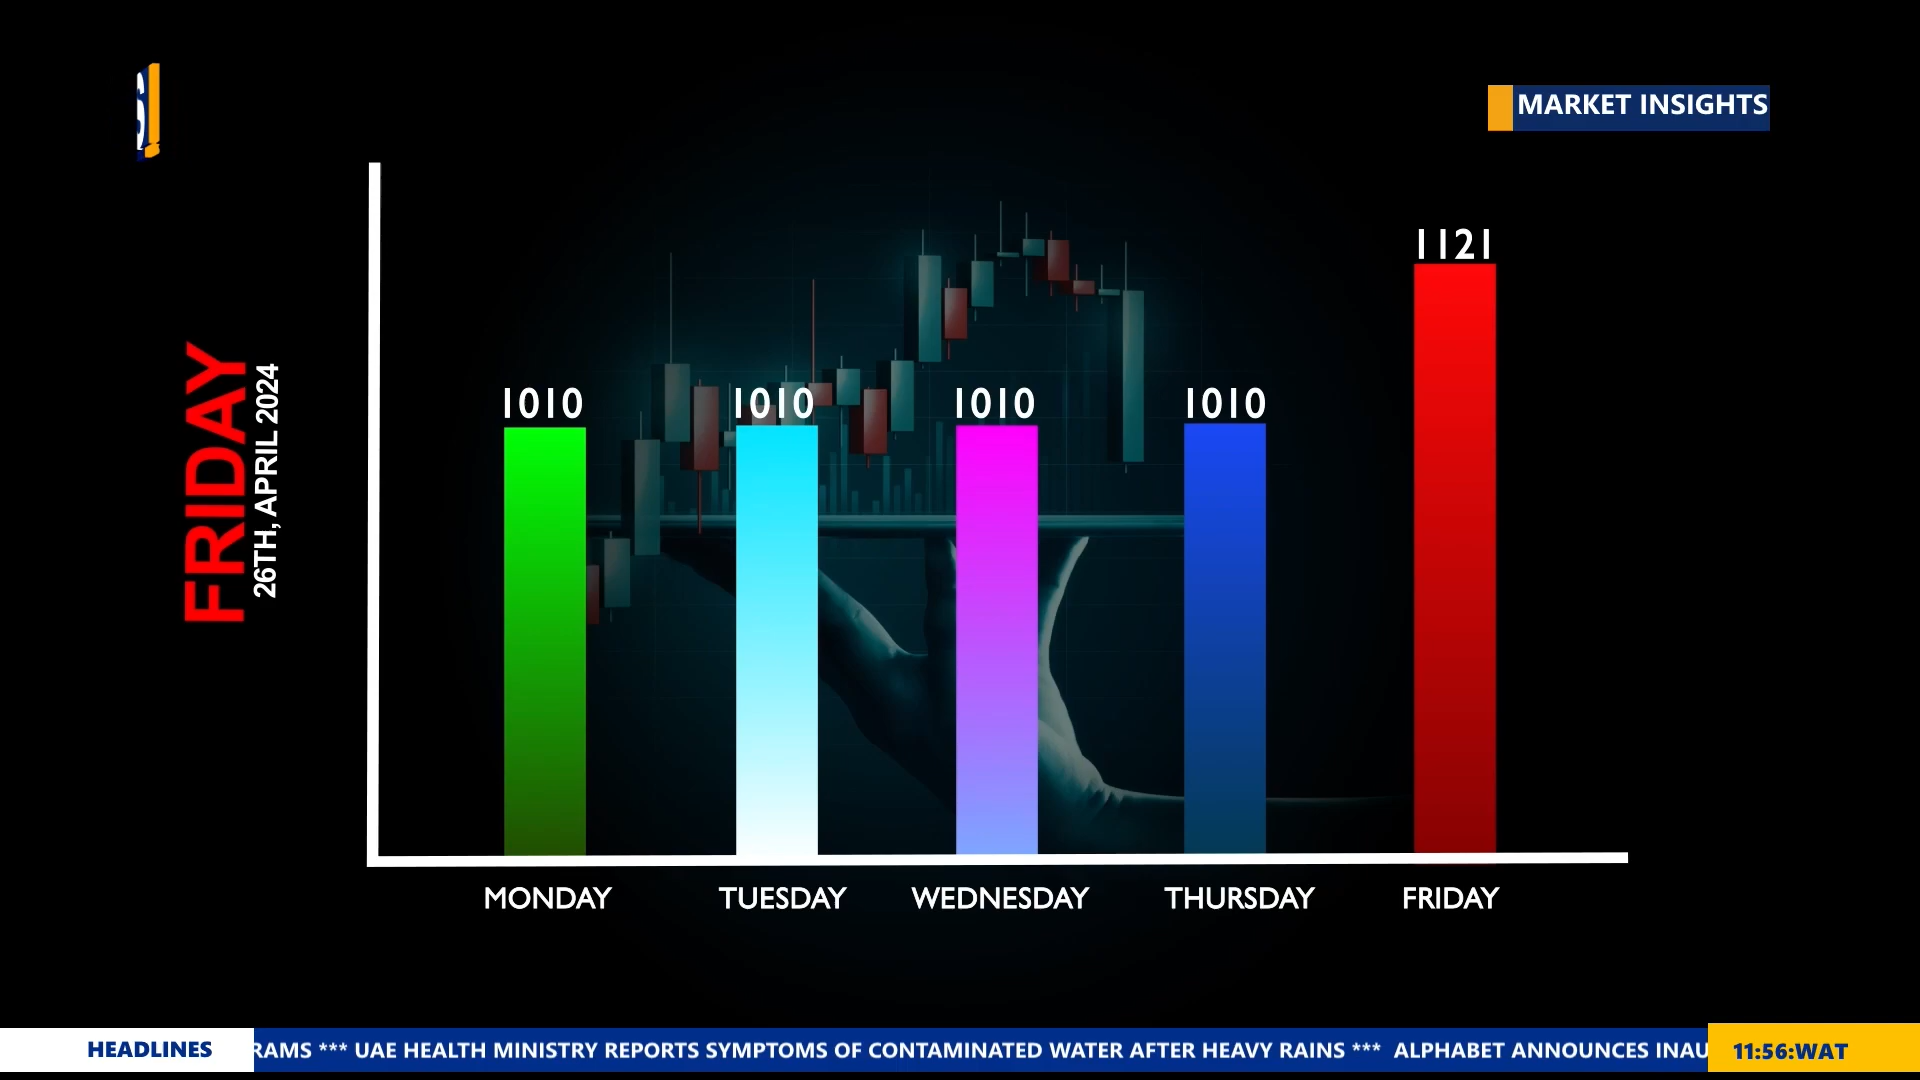 MARKET INSIGHTS
FRIDAY
26TH, APRIL 2024
1010
1010
1010
1010
1121
MONDAY
TUESDAY
WEDNESDAY
THURSDAY
FRIDAY
HEADLINES
RAMS *** UAE HEALTH MINISTRY REPORTS SYMPTOMS OF CONTAMINATED WATER AFTER HEAVY RAINS *** ALPHABET ANNOUNCES INAU
11:56:WAT